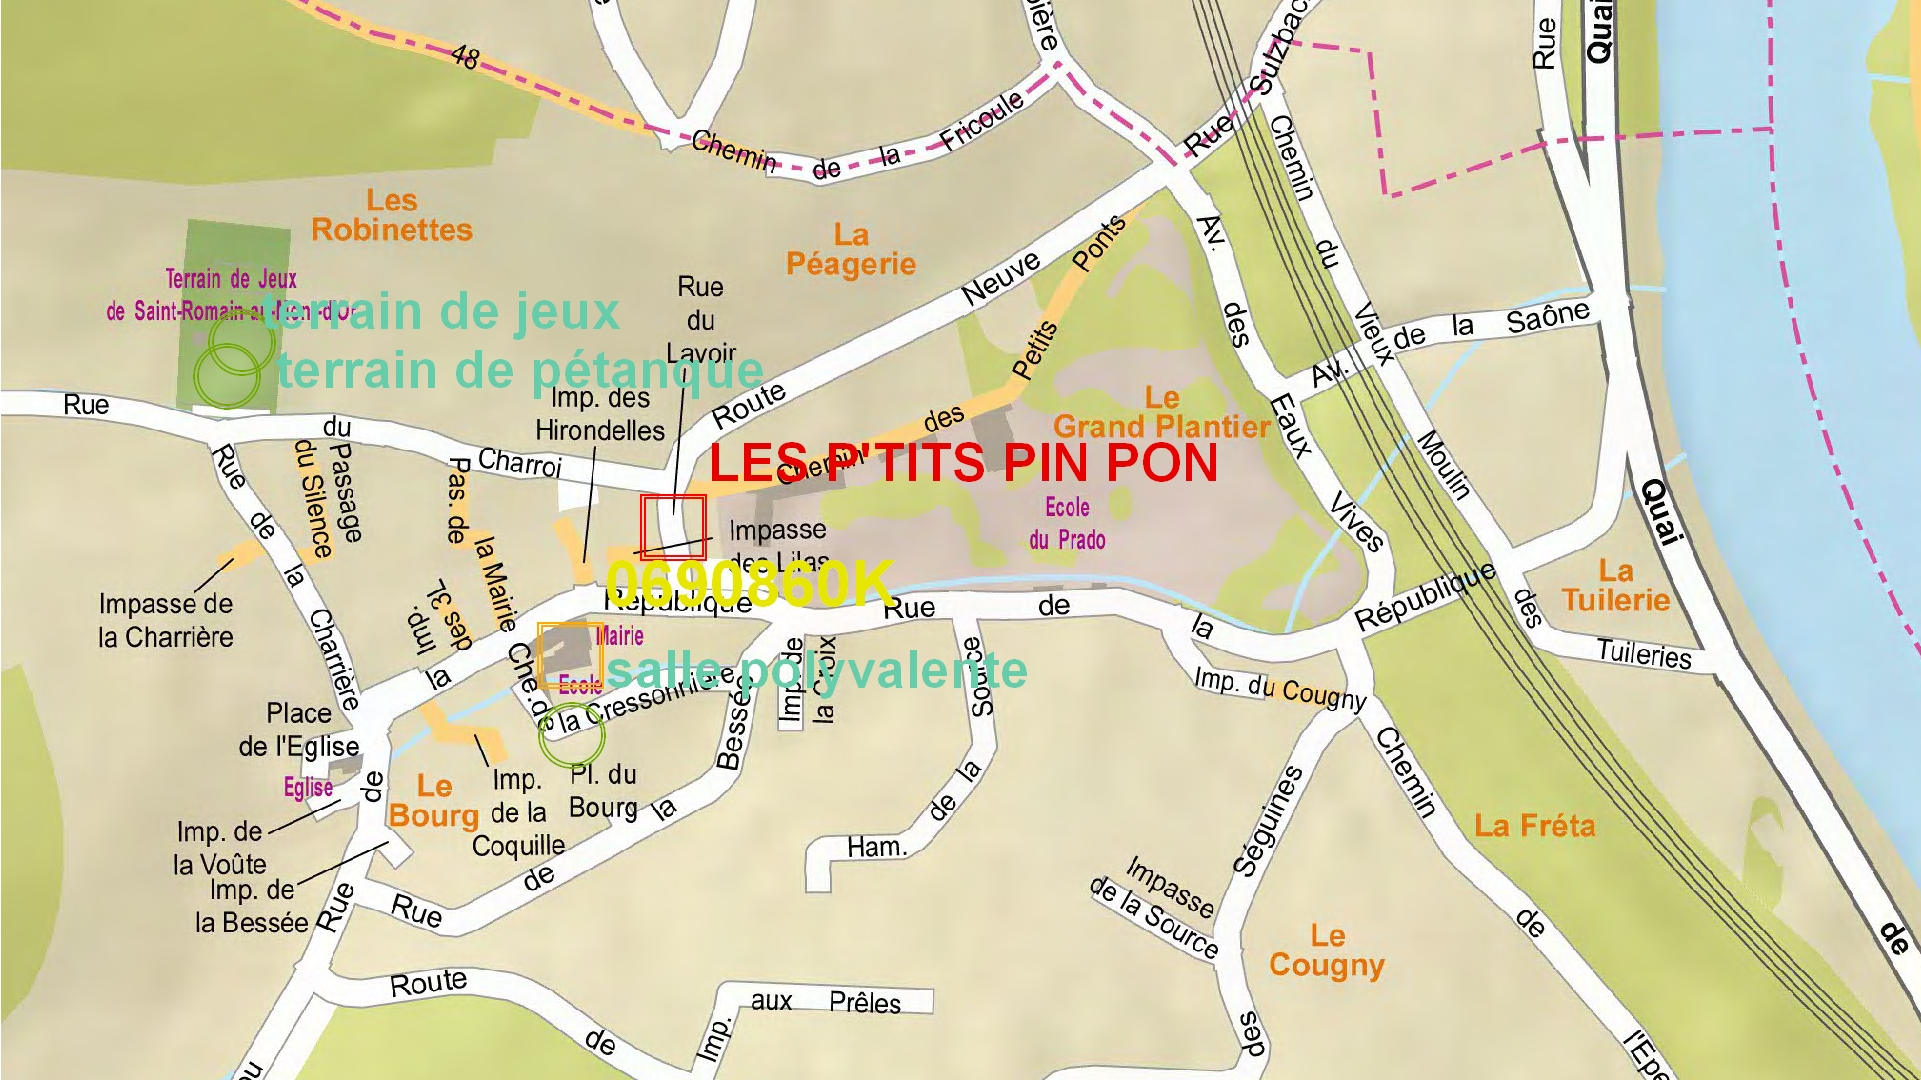 48
Chemin de la Fricoule
Rue
Sulzbach
Rue
Quai
Les
Robinettes
La
Péagerie
Terrain de Jeux
de Saint-Romain-au-Mont-d'Or
terrain de jeux
terrain de pétanque
Rue
du
Lavoir
Route Neuve
Chemin des Petits Ponts
Av. des Eaux Vives
Chemin du Vieux Moulin
Av. de la Saône
Imp. des
Hirondelles
Rue du Charroi
Le
Grand Plantier
LES P'TITS PIN PON
Rue de la Charrière
Passage
du Silence
Pas. de la Mairie
Ecole
du Prado
Impasse
des Lilas
0690860K
Impasse de
la Charrière
Imp. des 3L
République
Rue de la République
La
Tuilerie
des Tuileries
Quai de
Mairie
Ecole
salle polyvalente
Che. de la Cressonnière
Imp. de
la Croix
Imp. du Cougny
Place
de l'Eglise
Eglise
la
de
Rue
Le
Bourg
Imp.
de la
Coquille
Pl. du
Bourg
Imp. de
la Voûte
Imp. de
la Bessée
Rue de la Bessée
Ham. de la Source
Chemin de l'Epe
La Fréta
Séguines
des
Impasse
de la Source
Le
Cougny
Route de
Imp. aux Prêles